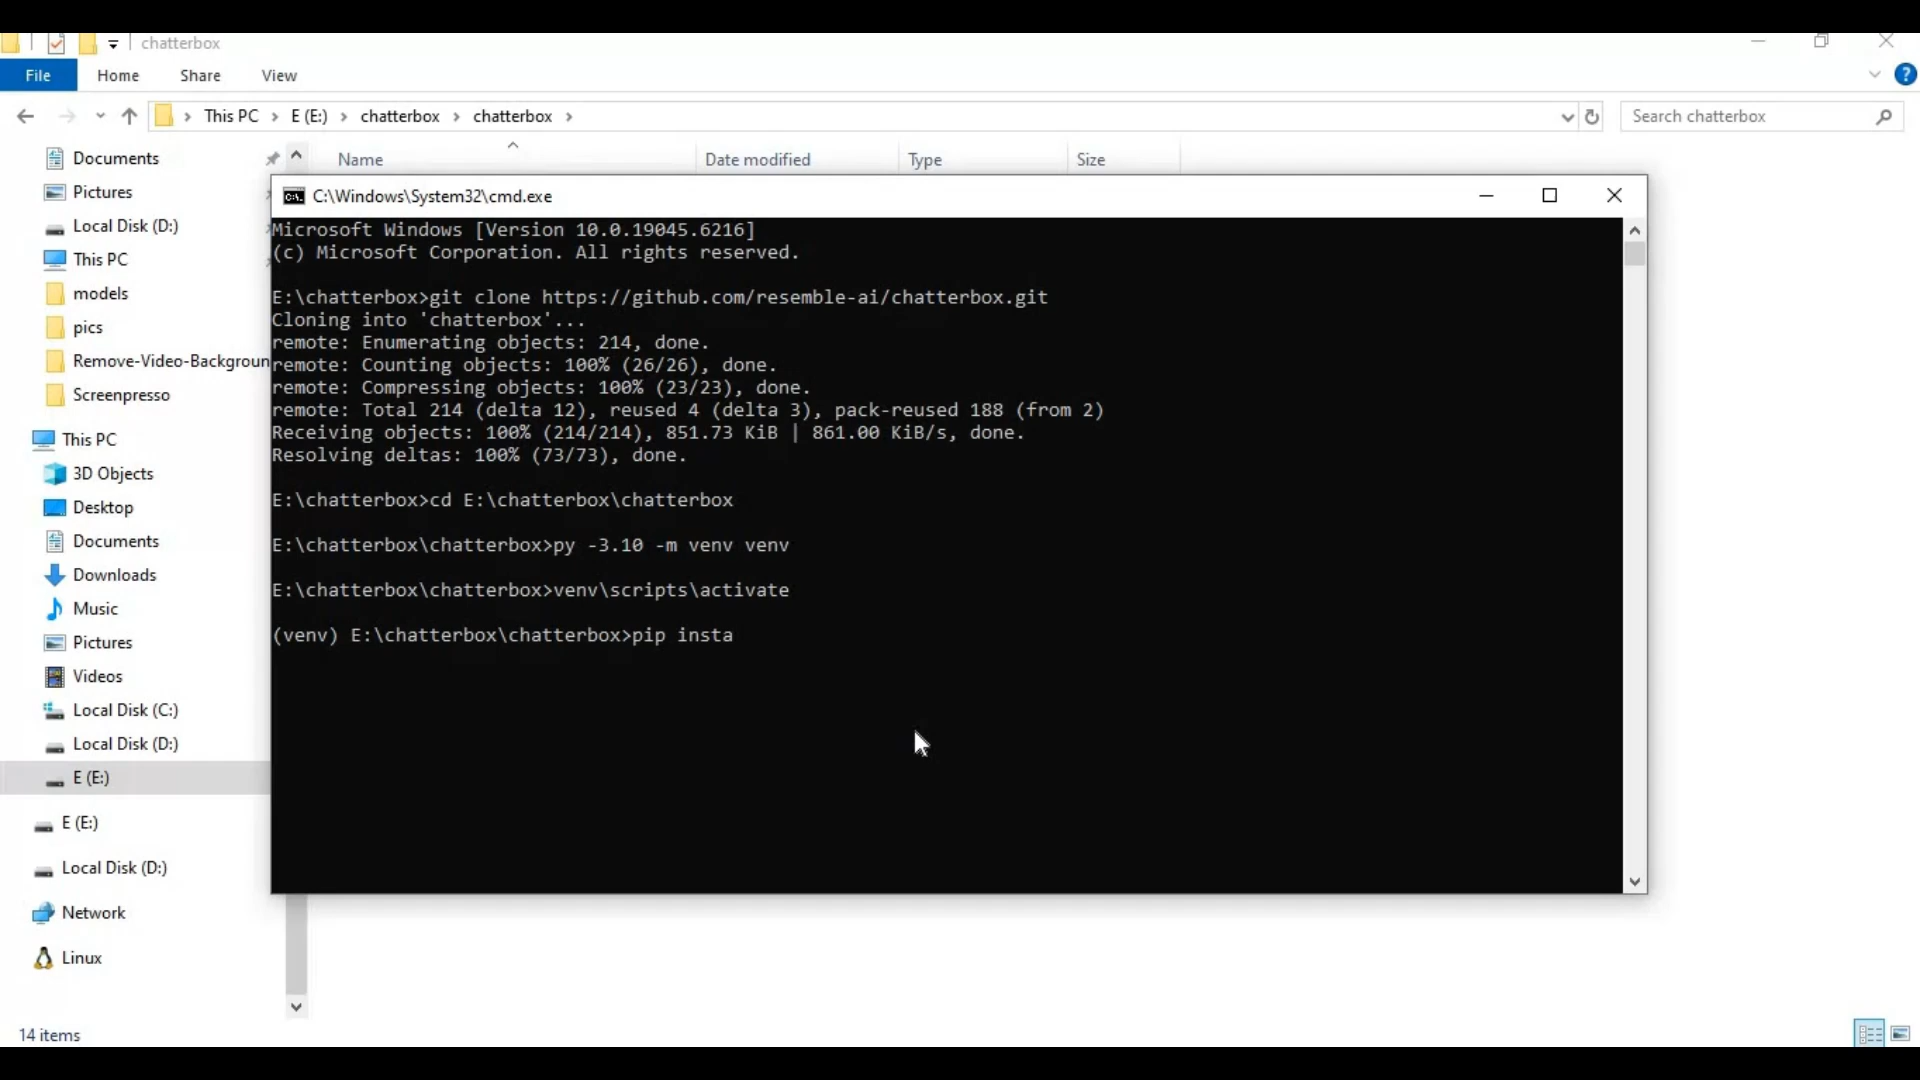 chatterbox
File Home Share View
This PC E (E:) chatterbox chatterbox Search chatterbox
Name Date modified Type Size
Documents
Pictures
Local Disk (D:)
This PC
models
pics
Remove-Video-Backgroun
Screenpresso
This PC
3D Objects
Desktop
Documents
Downloads
Music
Pictures
Videos
Local Disk (C:)
Local Disk (D:)
E (E:)
E (E:)
Local Disk (D:)
Network
Linux
14 items
C:\Windows\System32\cmd.exe
Microsoft Windows [Version 10.0.19045.6216]
(c) Microsoft Corporation. All rights reserved.
E:\chatterbox>git clone https://github.com/resemble-ai/chatterbox.git
Cloning into 'chatterbox'...
remote: Enumerating objects: 214, done.
remote: Counting objects: 100% (26/26), done.
remote: Compressing objects: 100% (23/23), done.
remote: Total 214 (delta 12), reused 4 (delta 3), pack-reused 188 (from 2)
Receiving objects: 100% (214/214), 851.73 KiB | 861.00 KiB/s, done.
Resolving deltas: 100% (73/73), done.
E:\chatterbox>cd E:\chatterbox\chatterbox
E:\chatterbox\chatterbox>py -3.10 -m venv venv
E:\chatterbox\chatterbox>venv\scripts\activate
(venv) E:\chatterbox\chatterbox>pip insta